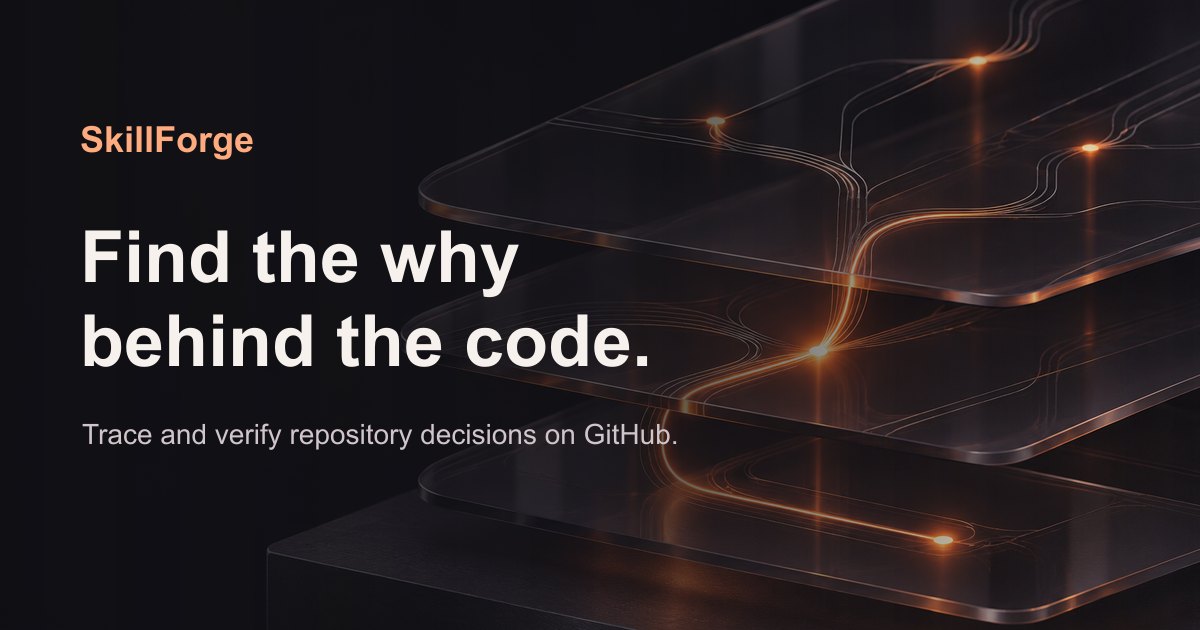 SkillForge
Find the why
behind the code.
Trace and verify repository decisions on GitHub.